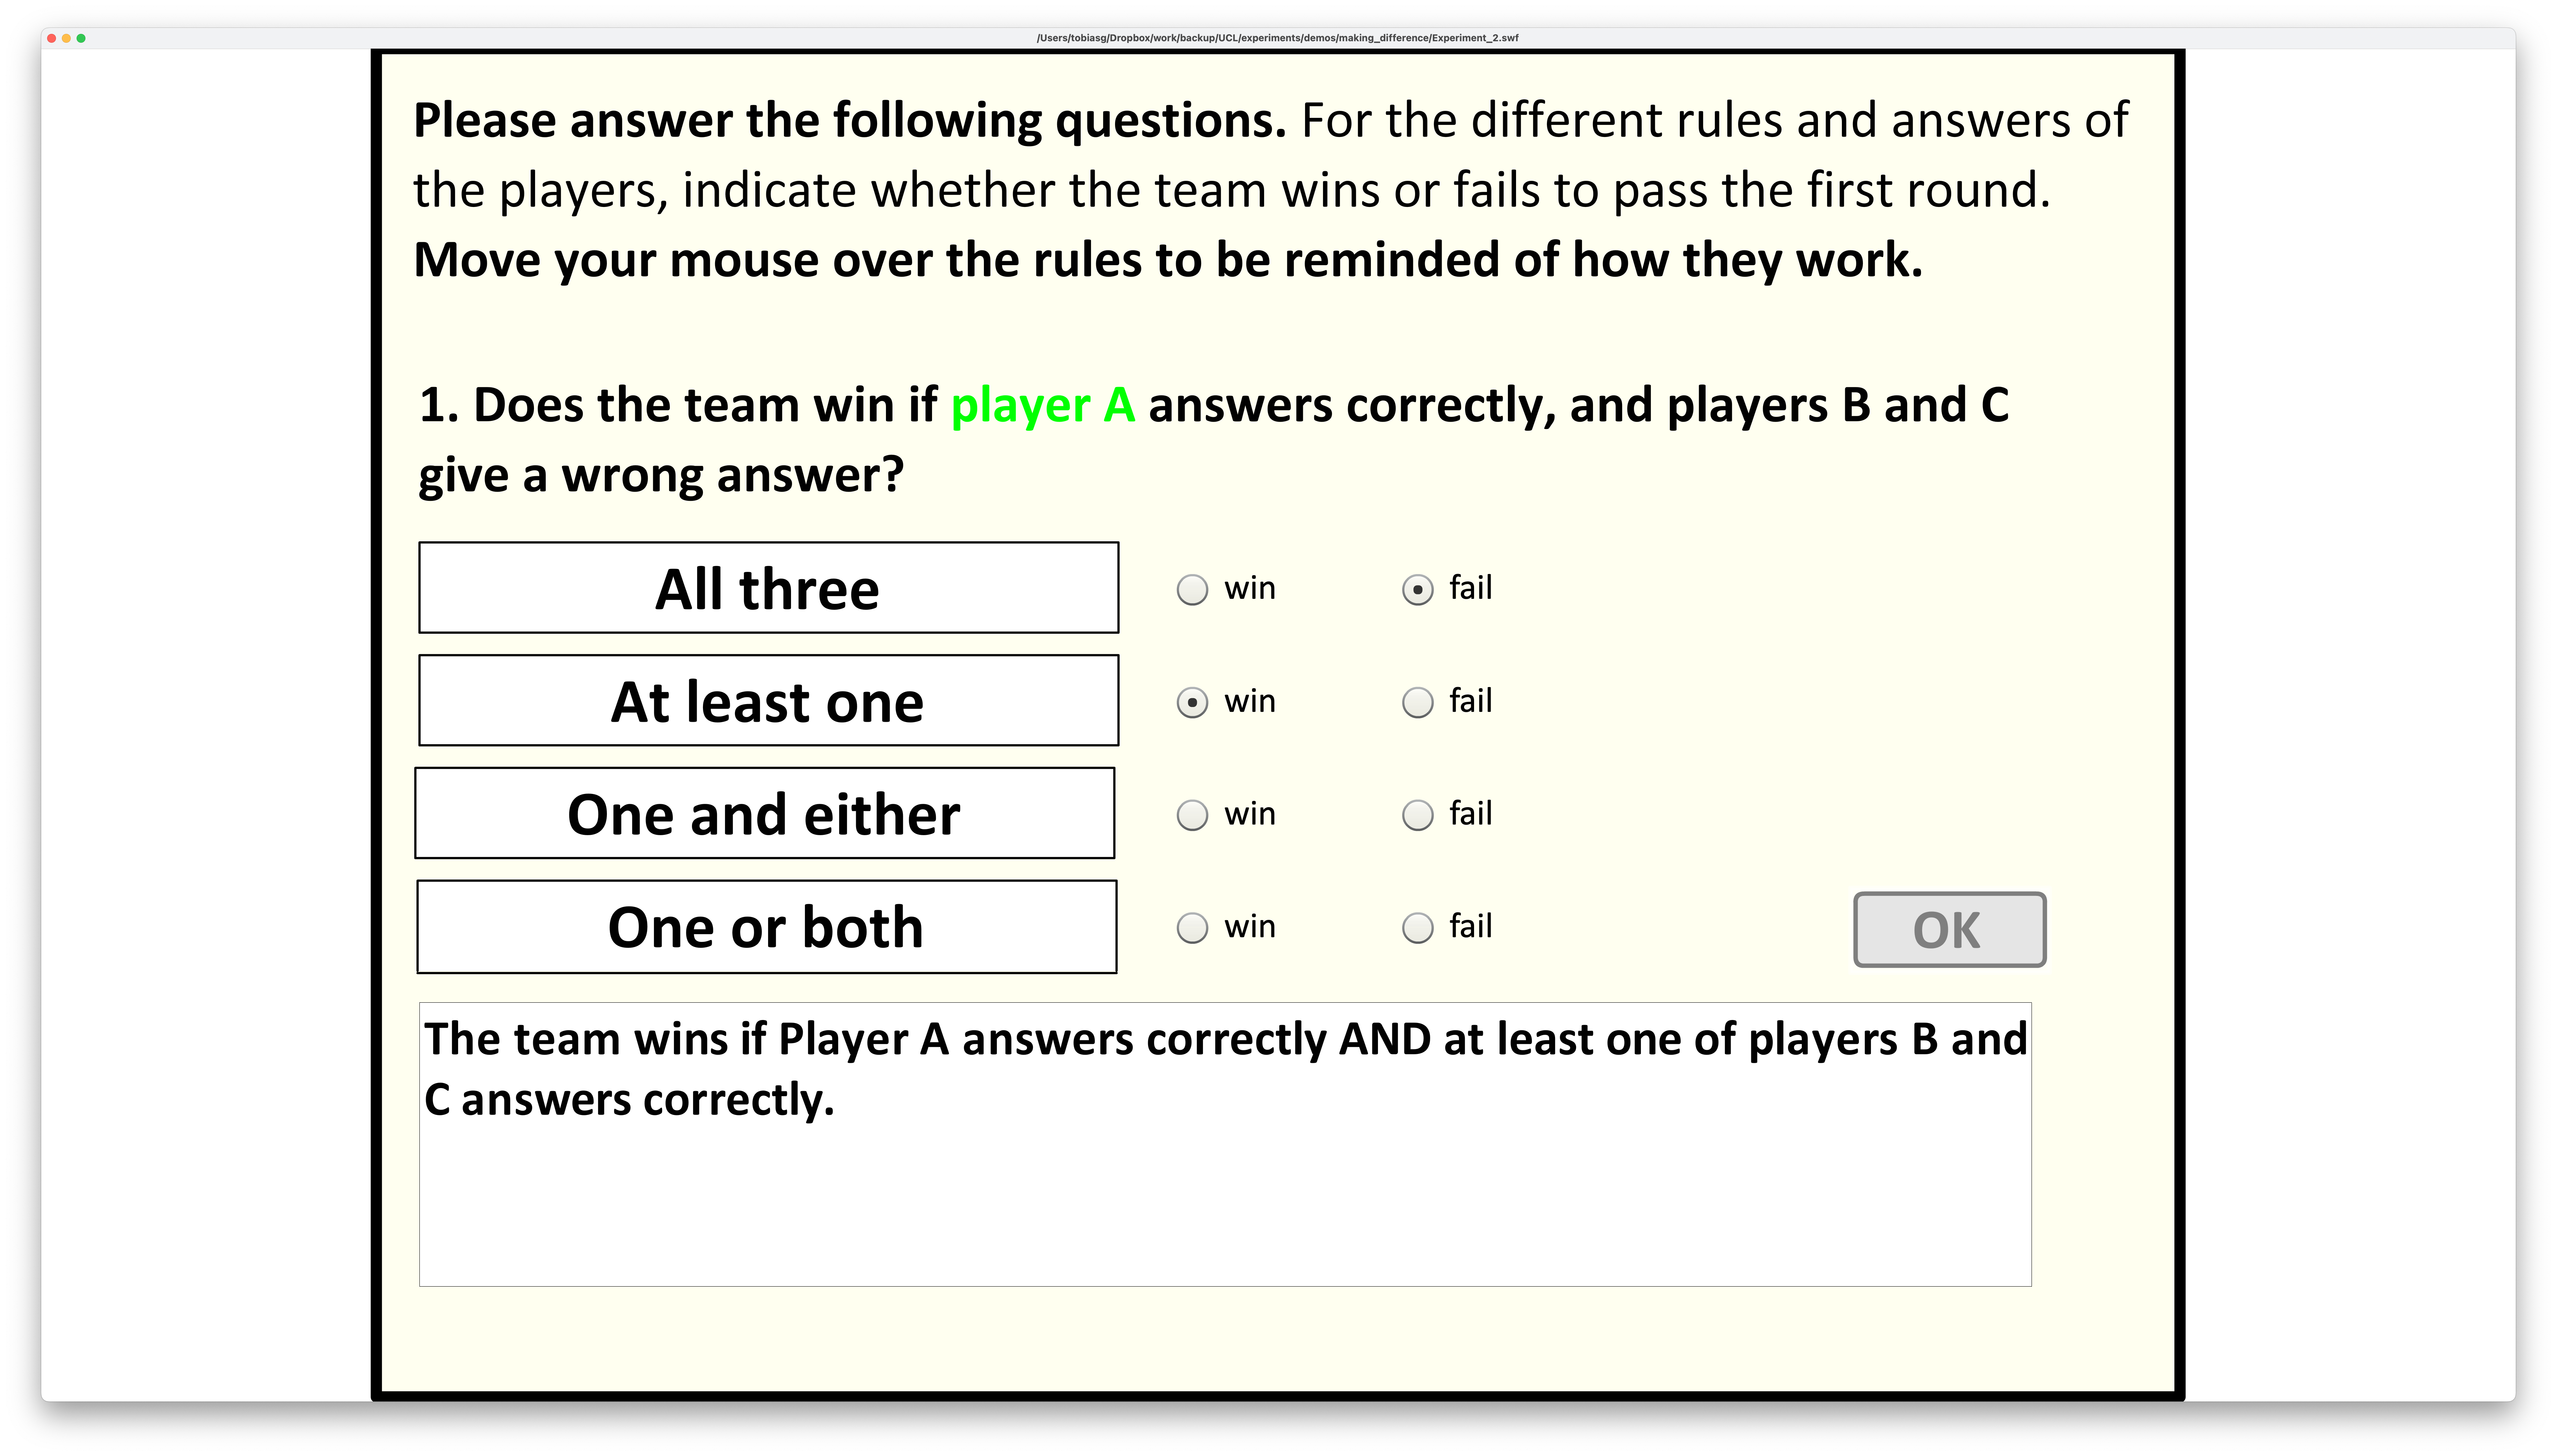 /Users/tobiasg/Dropbox/work/backup/UCL/experiments/demos/making_difference/Experiment_2.swf
Please answer the following questions. For the different rules and answers of
the players, indicate whether the team wins or fails to pass the first round.
Move your mouse over the rules to be reminded of how they work.
1. Does the team win if player A answers correctly, and players B and C
give a wrong answer?
All three win fail
At least one win fail
One and either win fail
One or both win fail
OK
The team wins if Player A answers correctly AND at least one of players B and
C answers correctly.